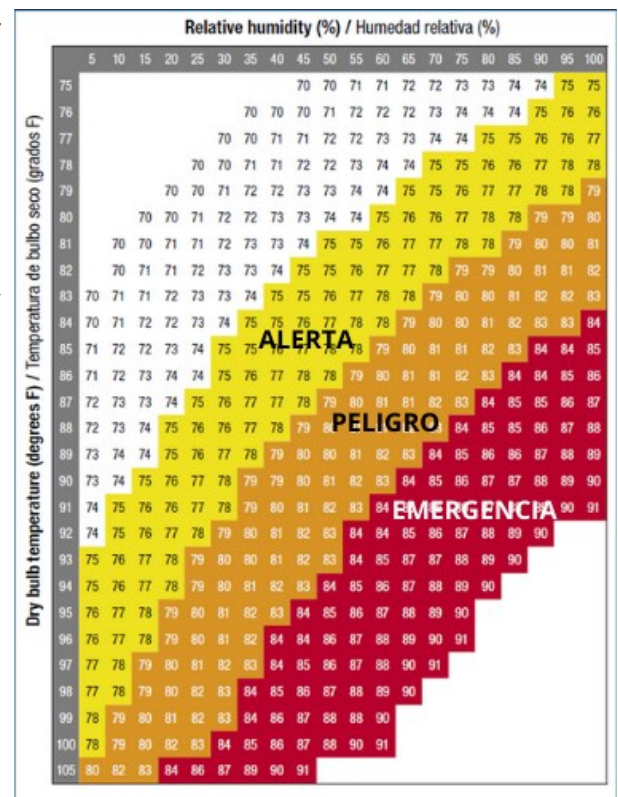 Relative humidity (%) / Humedad relativa (%)
5 10 15 20 25 30 35 40 45 50 55 60 65 70 75 80 85 90 95 100
Dry bulb temperature (degrees F) / Temperatura de bulbo seco (grados F)
75 70 70 71 71 72 72 73 73 74 74 75 75
76 70 70 70 71 72 72 72 73 74 74 74 75 76 76
77 70 70 71 71 72 72 73 73 74 74 75 75 76 76 77
78 70 70 71 71 72 72 73 74 74 75 75 76 76 77 78 78
79 70 70 71 72 72 73 73 74 74 75 75 76 77 77 78 78 79
80 70 70 71 72 72 73 73 74 74 75 76 76 77 78 78 79 79 80
81 70 70 71 71 72 73 73 74 75 75 76 77 77 78 78 79 80 80 81
82 70 71 71 72 73 73 74 75 75 76 77 77 78 79 79 80 81 81 82
83 70 71 71 72 73 73 74 75 75 76 77 78 78 79 80 80 81 82 82 83
84 70 71 72 72 73 74 75 75 76 77 78 78 79 80 80 81 82 83 83 84
ALERTA
85 71 72 72 73 74 75 75 78 79 80 81 81 82 83 84 84 85
86 71 72 73 74 74 75 76 77 78 78 79 80 81 81 82 83 84 84 85 86
87 72 73 73 74 75 76 77 77 78 79 80 81 81 82 83 84 85 85 86 87
PELIGRO
88 72 73 74 75 76 76 77 78 79 84 85 85 86 87 88
89 73 74 74 75 76 77 78 79 80 80 81 82 83 84 85 86 86 87 88 89
90 73 74 75 76 77 78 79 79 80 81 82 83 84 85 86 87 87 88 89 90
91 74 75 76 76 77 78 79 80 81 82 83 84 90 91
EMERGENCIA
92 74 75 76 77 78 79 80 81 82 83 84 84 85 86 87 88 89 90
93 75 76 77 78 79 80 80 81 82 83 84 85 87 87 88 89 90
94 75 76 77 78 79 80 81 82 83 84 85 86 87 88 89 90
95 76 77 78 79 80 81 82 83 84 85 86 87 88 89 90
96 76 77 78 79 80 81 82 84 84 86 87 88 89 90 91
97 77 78 79 80 81 82 83 84 85 86 87 88 90 91
98 77 78 79 80 82 83 84 85 86 87 88 89 90
99 78 79 80 81 82 83 84 86 87 88 88 90
100 78 79 80 82 83 84 85 86 87 88 90 91
105 80 82 83 84 86 87 89 90 91